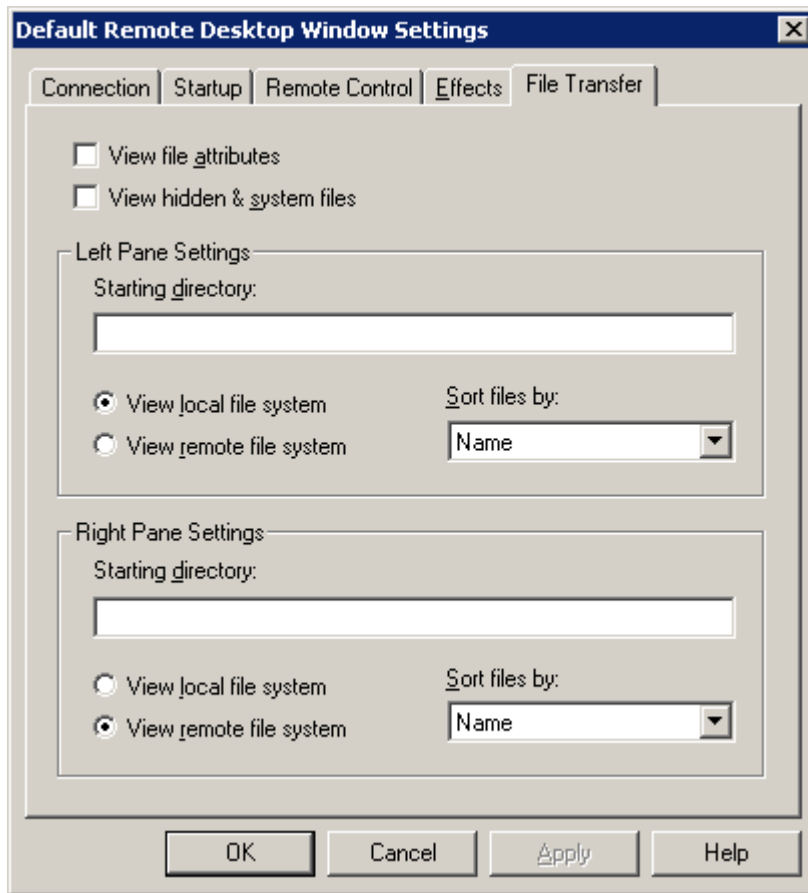 Default Remote Desktop Window Settings
Connection Startup Remote Control Effects File Transfer
View file attributes
View hidden & system files
Left Pane Settings
Starting directory:
View local file system
Sort files by:
View remote file system
Name
Right Pane Settings
Starting directory:
View local file system
Sort files by:
View remote file system
Name
OK Cancel Apply Help